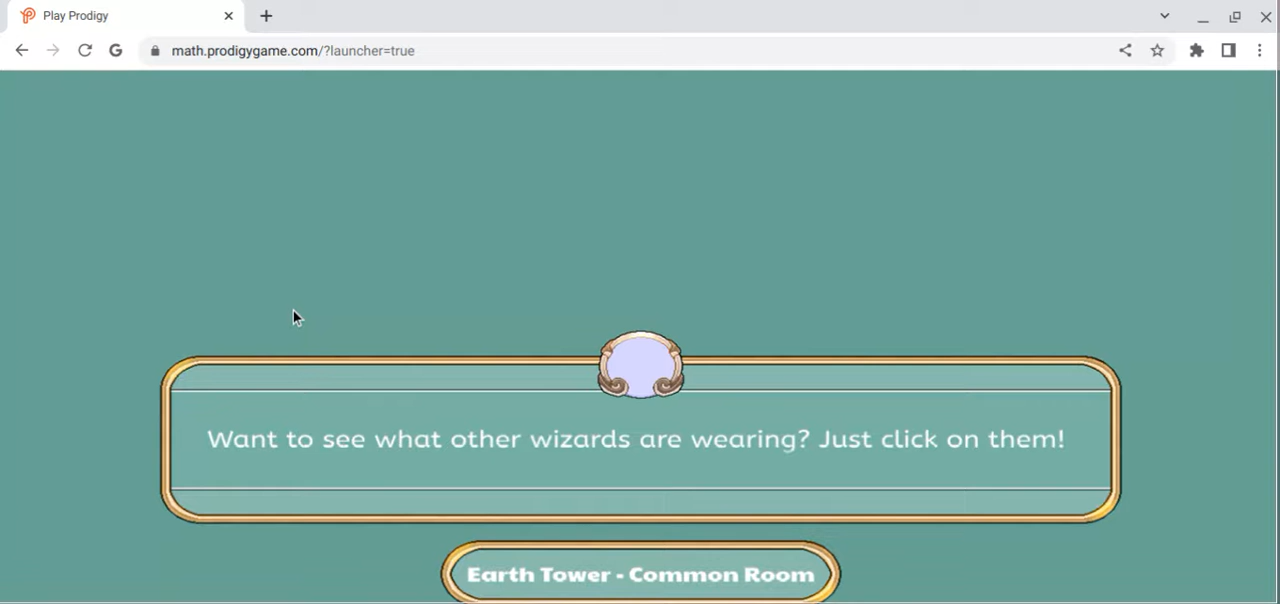 Play Prodigy
math.prodigygame.com/?launcher=true
Want to see what other wizards are wearing? Just click on them!
Earth Tower - Common Room